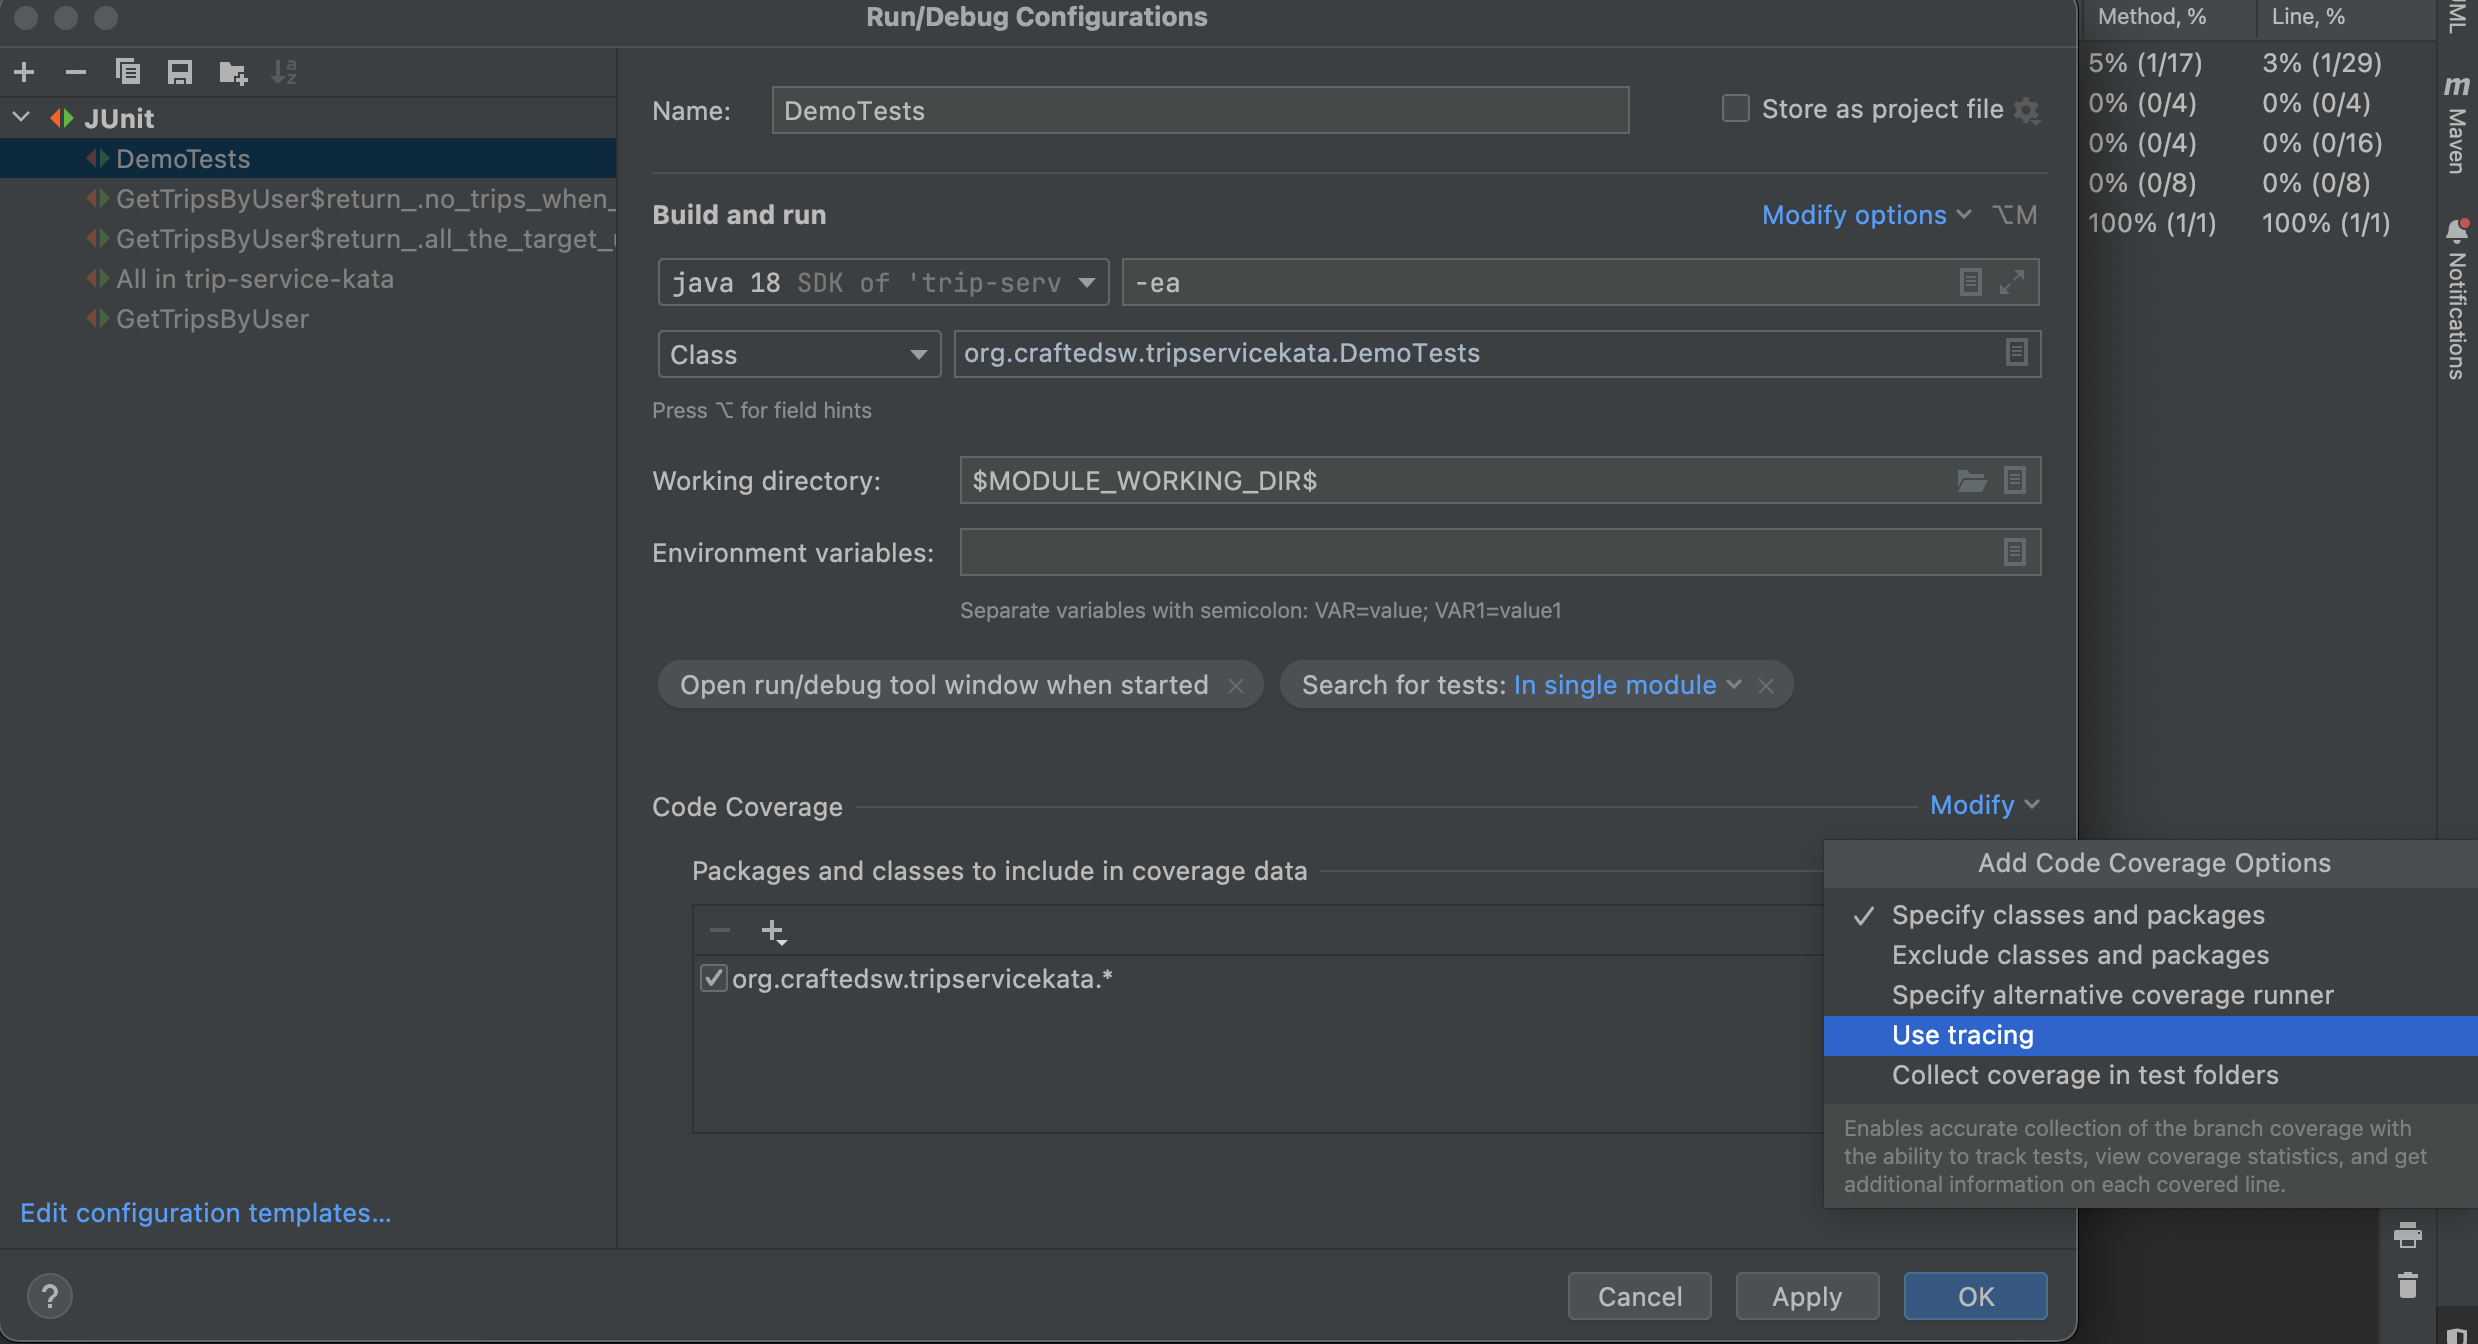 Run/Debug Configurations
JUnit
DemoTests
GetTripsByUser$return_.no_trips_when_
GetTripsByUser$return_.all_the_target_
All in trip-service-kata
GetTripsByUser
Edit configuration templates...
?
Name:
DemoTests
Store as project file
Build and run
Modify options
⌥M
java 18 SDK of 'trip-serv
-ea
Class
org.craftedsw.tripservicekata.DemoTests
Press ⌥ for field hints
Working directory:
$MODULE_WORKING_DIR$
Environment variables:
Separate variables with semicolon: VAR=value; VAR1=value1
Open run/debug tool window when started
Search for tests: In single module
Code Coverage
Modify
Packages and classes to include in coverage data
org.craftedsw.tripservicekata.*
Add Code Coverage Options
Specify classes and packages
Exclude classes and packages
Specify alternative coverage runner
Use tracing
Collect coverage in test folders
Enables accurate collection of the branch coverage with
the ability to track tests, view coverage statistics, and get
additional information on each covered line.
Cancel
Apply
OK
Method, % Line, %
5% (1/17) 3% (1/29)
0% (0/4) 0% (0/4)
0% (0/4) 0% (0/16)
0% (0/8) 0% (0/8)
100% (1/1) 100% (1/1)
m
Maven
Notifications